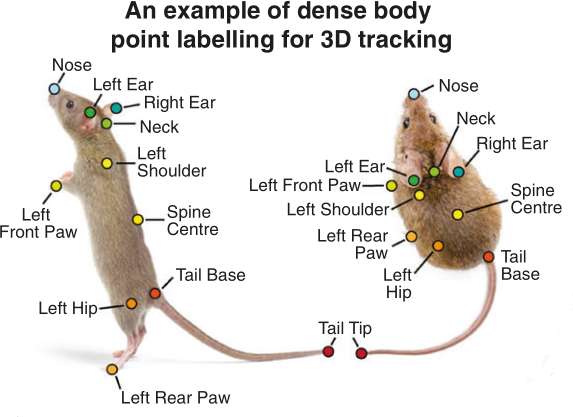 An example of dense body
point labelling for 3D tracking
Nose
Left Ear
Right Ear
Neck
Left
Shoulder
Left
Front Paw
Spine
Centre
Tail Base
Left Hip
Left Rear Paw
Tail Tip
Nose
Neck
Right Ear
Left Ear
Left Front Paw
Left Shoulder
Spine
Centre
Left Rear
Paw
Left
Hip
Tail
Base